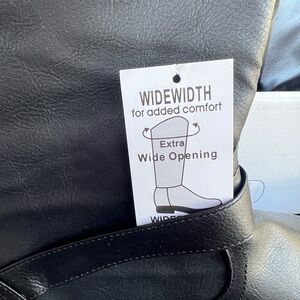 WIDEWIDTH
for added comfort
Extra
Wide Opening